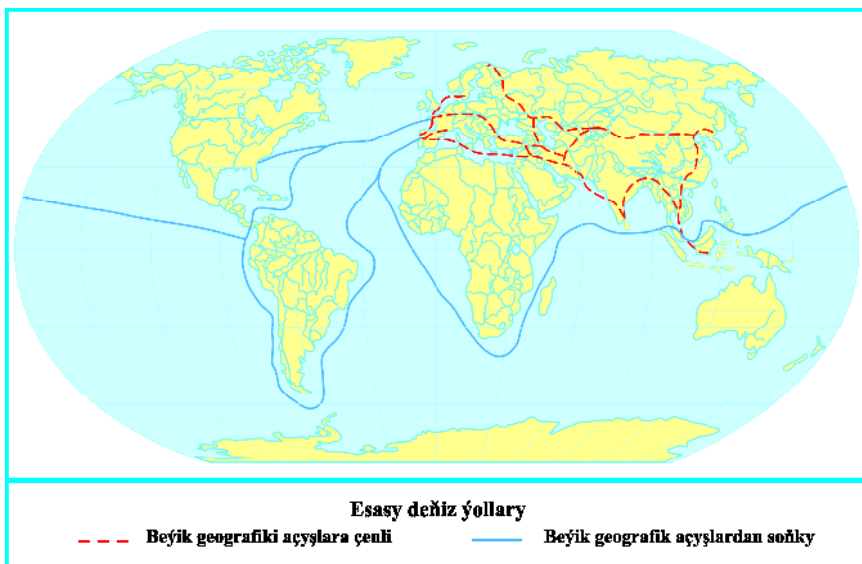 Esasy deňiz ýollary
Beýik geografiki açyşlara çenli
Beýik geografik açyşlardan soňky